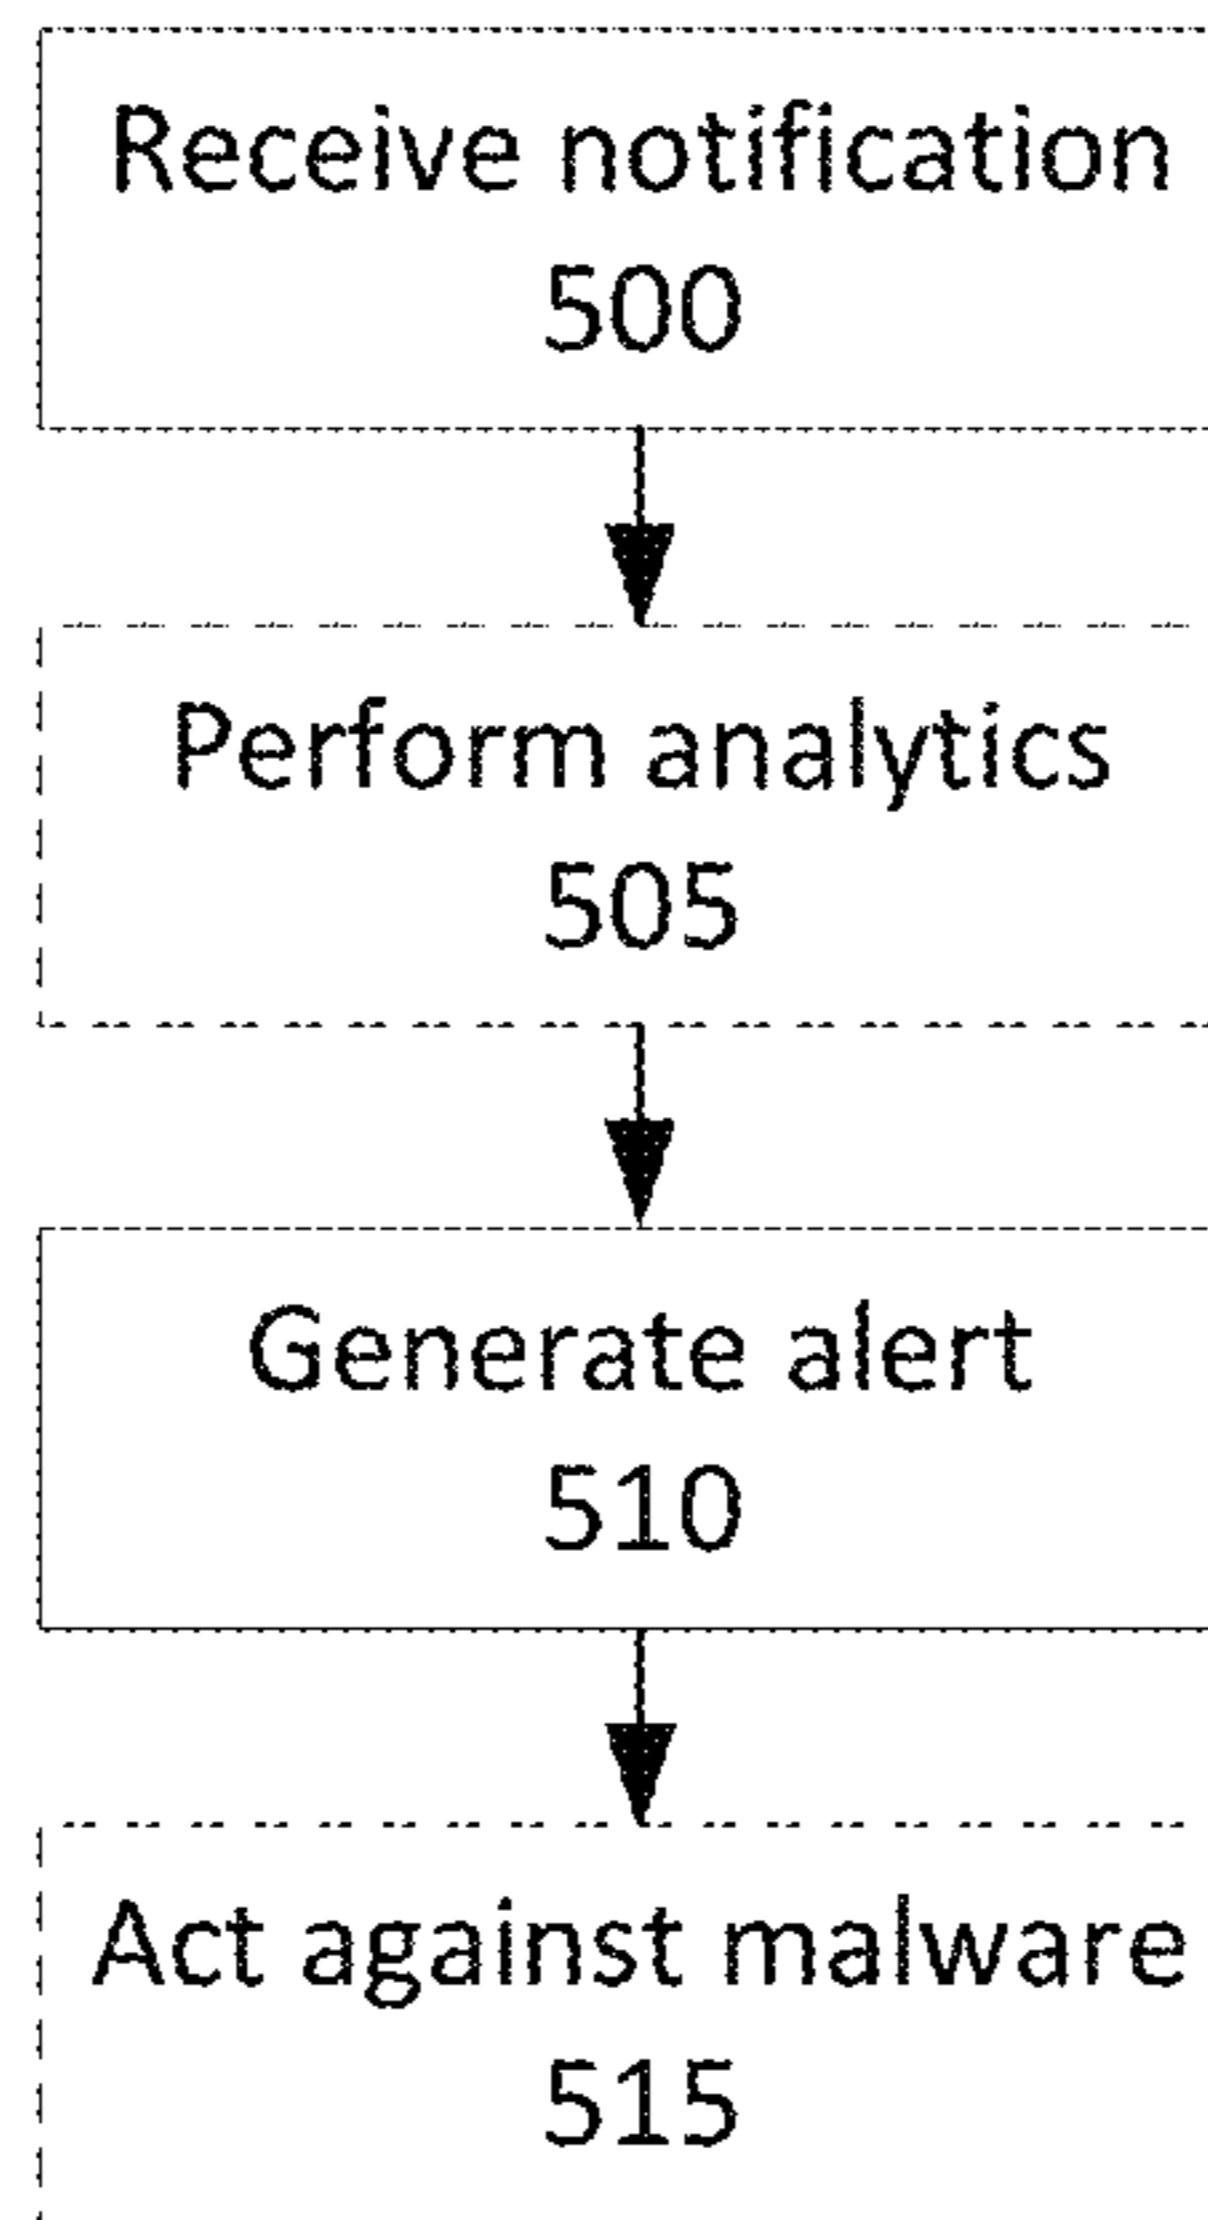 Receive notification
500
Perform analytics
505
Generate alert
510
Act against malware
515